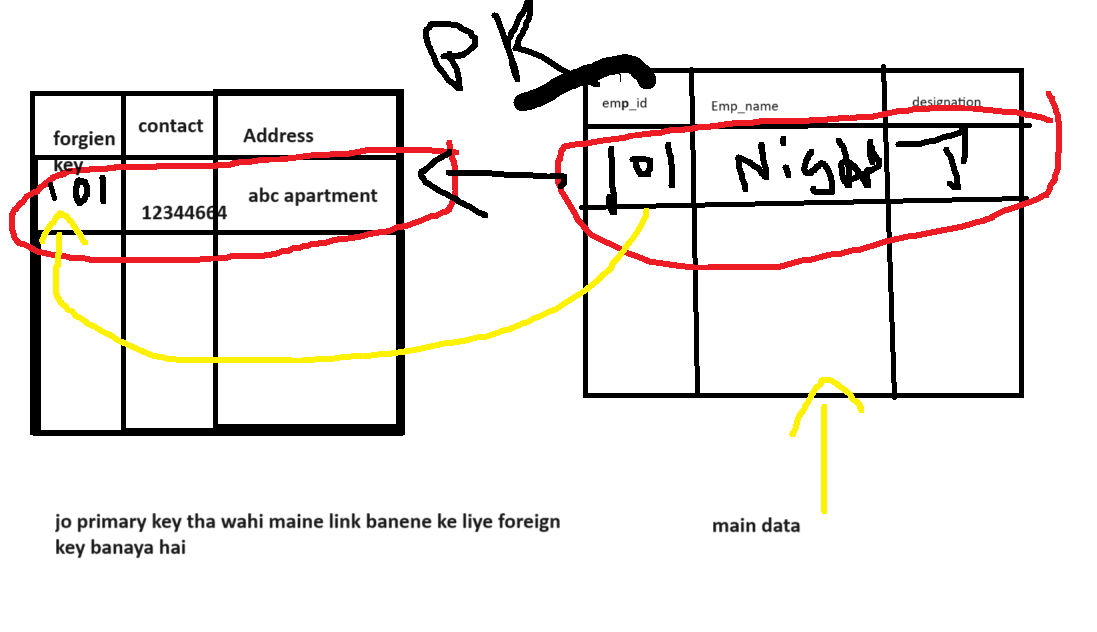 PK
emp_id Emp_name designation
forgien key contact Address
101
101 12344664 abc apartment
jo primary key tha wahi maine link banene ke liye foreign
key banaya hai
main data